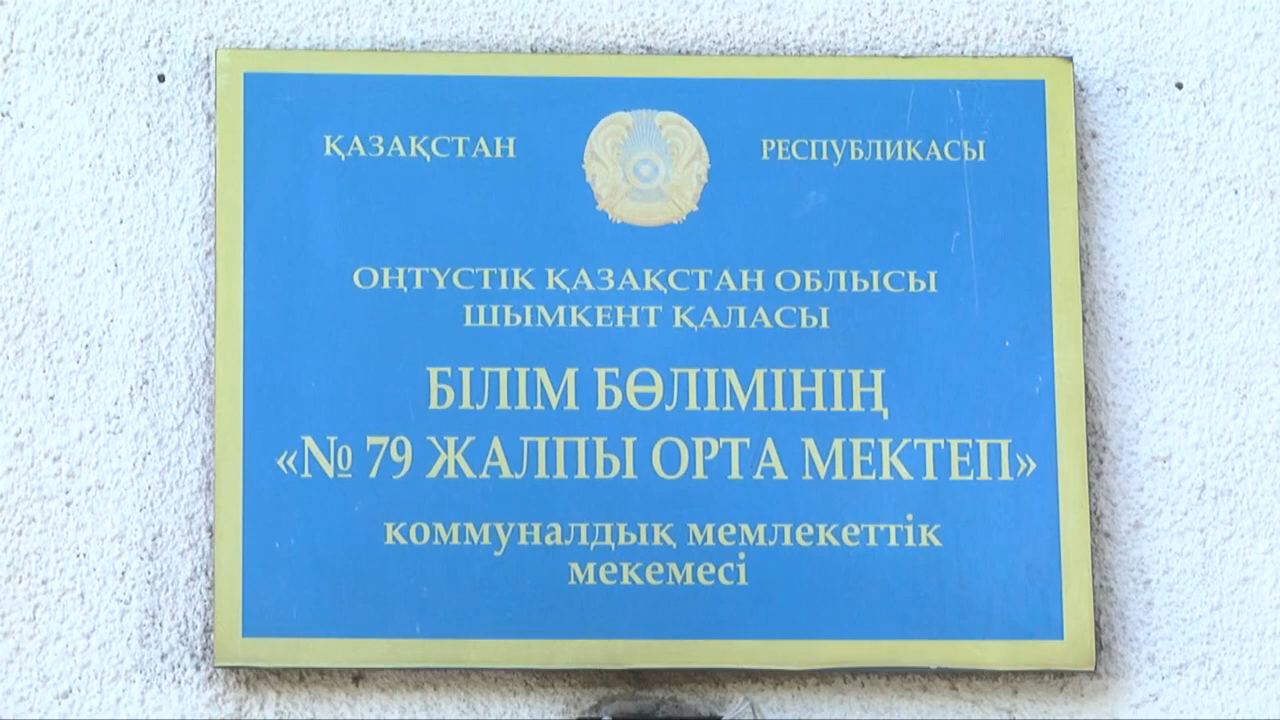 ҚАЗАҚСТАН РЕСПУБЛИКАСЫ
ОҢТҮСТІК ҚАЗАҚСТАН ОБЛЫСЫ
ШЫМКЕНТ ҚАЛАСЫ
БІЛІМ БӨЛІМІНІҢ
«№ 79 ЖАЛПЫ ОРТА МЕКТЕП»
коммуналдық мемлекеттік
мекемесі